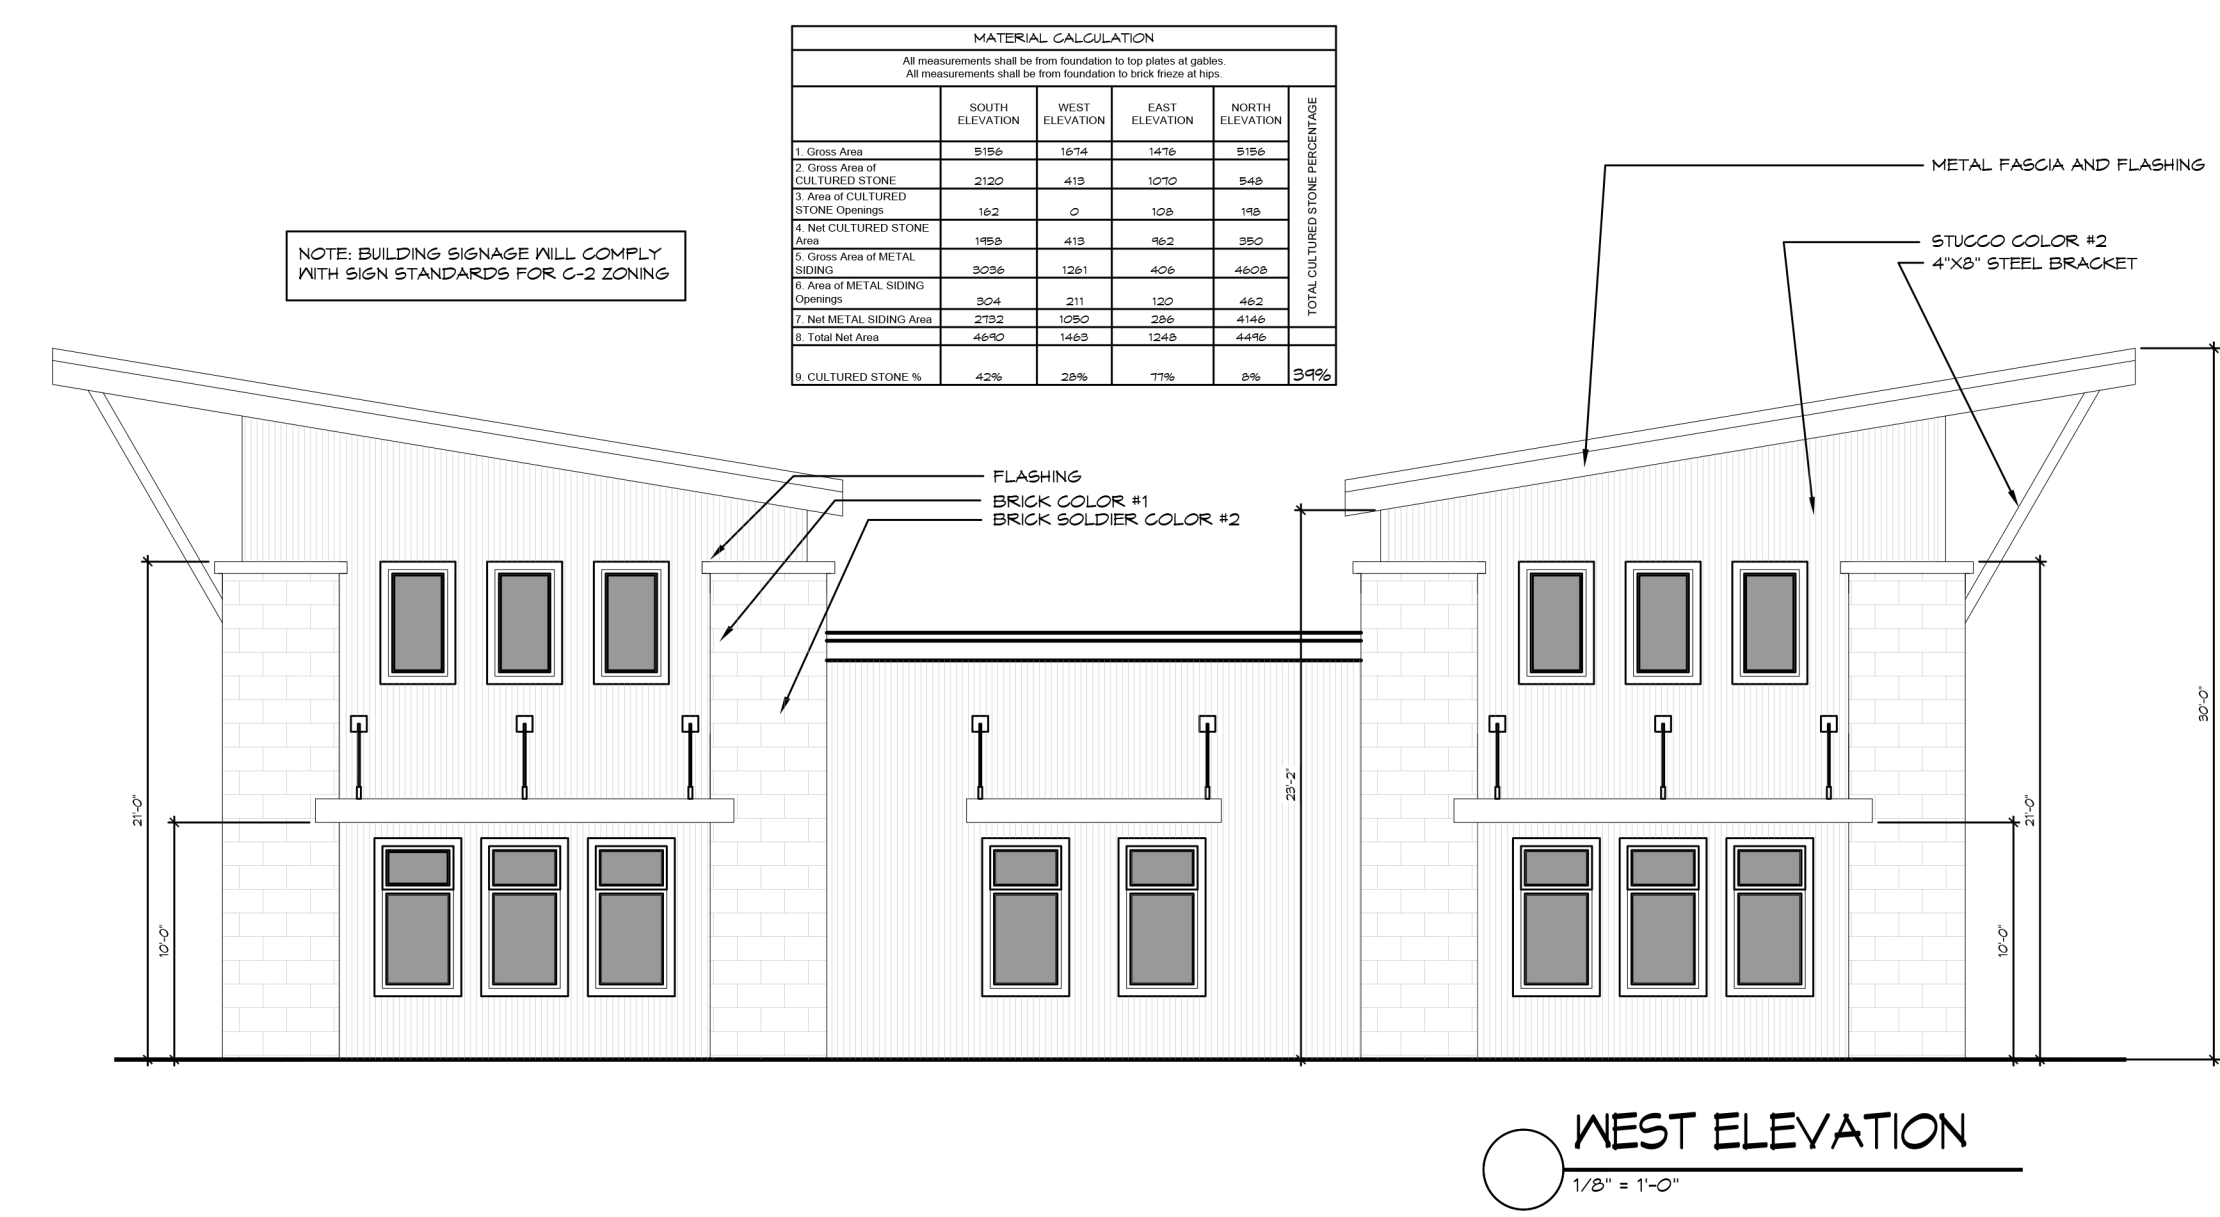 MATERIAL CALCULATION
All measurements shall be from foundation to top plates at gables.
All measurements shall be from foundation to brick frieze at hips.
SOUTH ELEVATION WEST ELEVATION EAST ELEVATION NORTH ELEVATION TOTAL CULTURED STONE PERCENTAGE
1. Gross Area 5156 1674 1476 5156
2. Gross Area of
CULTURED STONE 2120 413 1070 548
3. Area of CULTURED
STONE Openings 162 0 108 198
4. Net CULTURED STONE
Area 1958 413 962 350
5. Gross Area of METAL
SIDING 3036 1261 406 4608
6. Area of METAL SIDING
Openings 304 211 120 462
7. Net METAL SIDING Area 2732 1050 286 4146
8. Total Net Area 4690 1463 1248 4496
9. CULTURED STONE % 42% 28% 77% 8% 39%
NOTE: BUILDING SIGNAGE WILL COMPLY
WITH SIGN STANDARDS FOR C-2 ZONING
METAL FASCIA AND FLASHING
STUCCO COLOR #2
4"X8" STEEL BRACKET
FLASHING
BRICK COLOR #1
BRICK SOLDIER COLOR #2
21'-0"
10'-0"
23'-2"
10'-0"
21'-0"
30'-0"
WEST ELEVATION
1/8" = 1'-0"